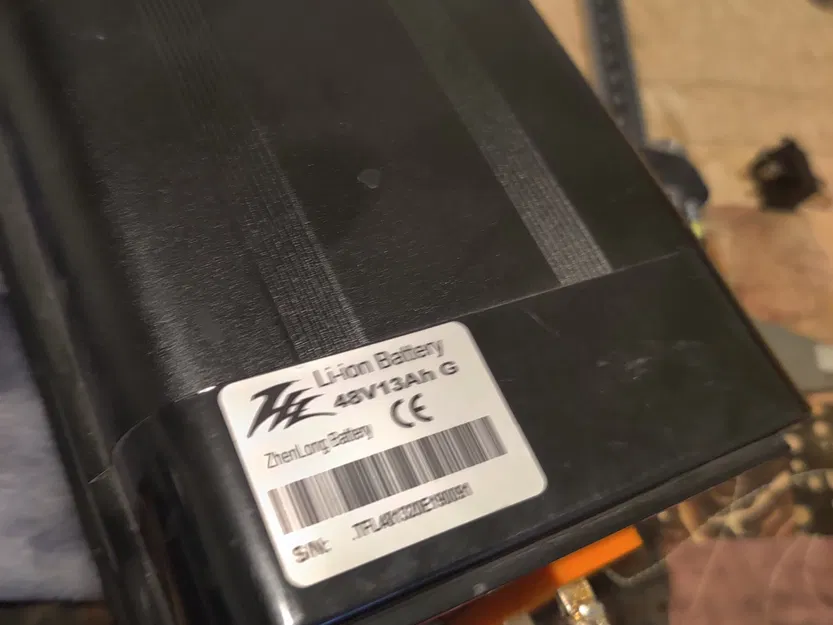 Li-ion Battery
48V13Ah G
CE
ZhenLong Battery
S/N: